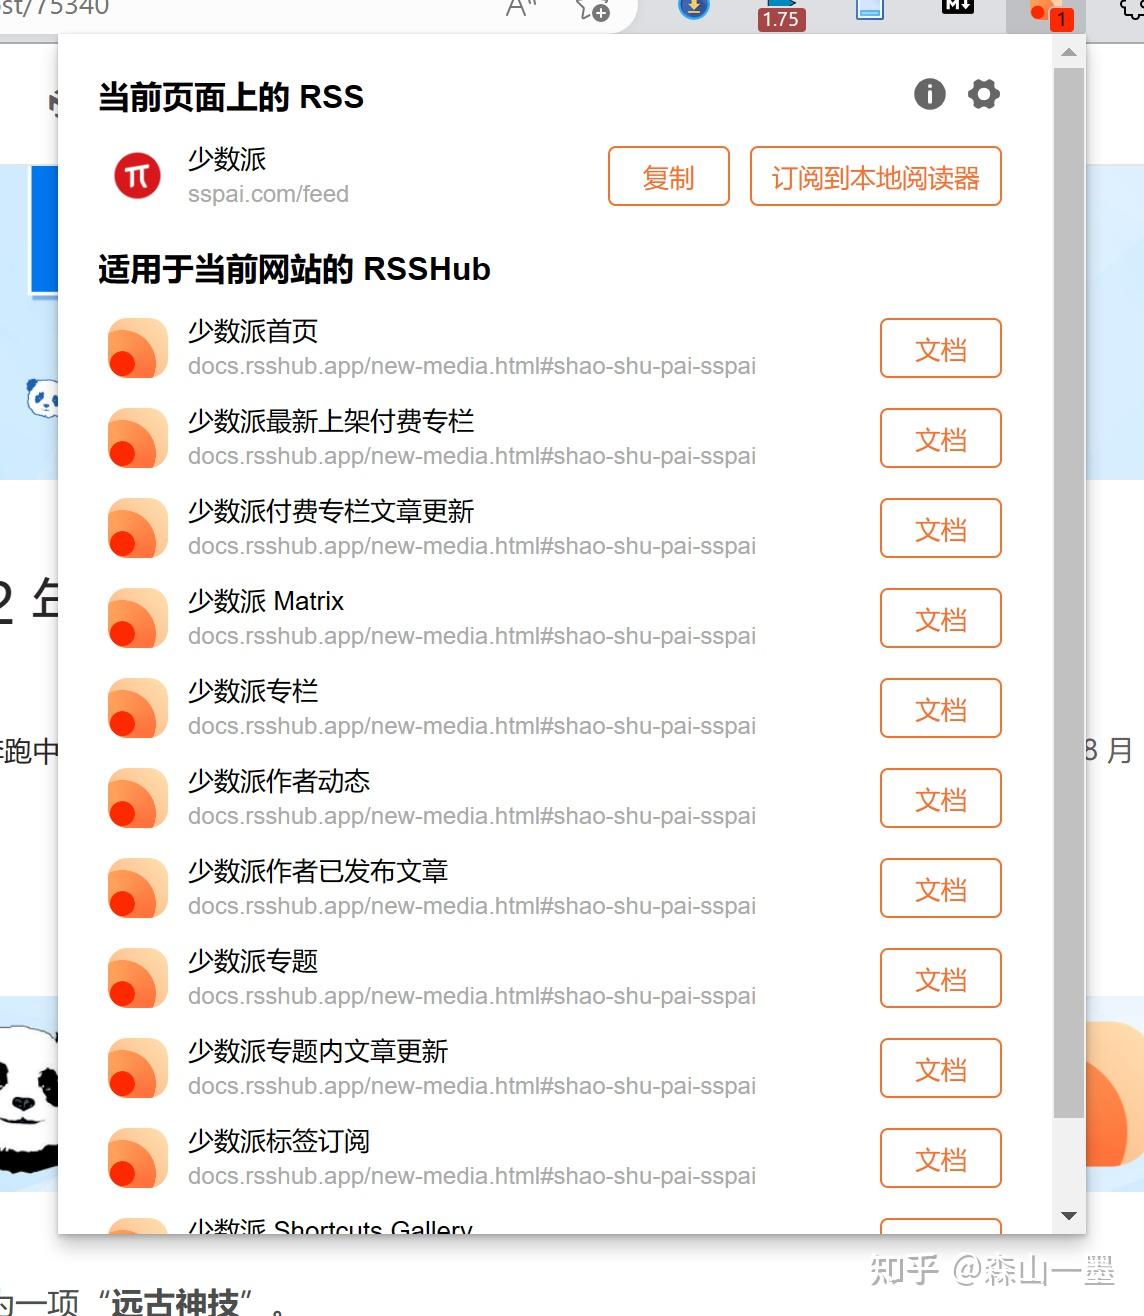 st/75340
A"
1.75
M
1
当前页面上的 RSS
少数派
sspai.com/feed
复制
订阅到本地阅读器
适用于当前网站的 RSSHub
少数派首页
docs.rsshub.app/new-media.html#shao-shu-pai-sspai
文档
少数派最新上架付费专栏
docs.rsshub.app/new-media.html#shao-shu-pai-sspai
文档
少数派付费专栏文章更新
docs.rsshub.app/new-media.html#shao-shu-pai-sspai
文档
少数派 Matrix
docs.rsshub.app/new-media.html#shao-shu-pai-sspai
文档
2 年
少数派专栏
docs.rsshub.app/new-media.html#shao-shu-pai-sspai
文档
跑中
8 月
少数派作者动态
docs.rsshub.app/new-media.html#shao-shu-pai-sspai
文档
少数派作者已发布文章
docs.rsshub.app/new-media.html#shao-shu-pai-sspai
文档
少数派专题
docs.rsshub.app/new-media.html#shao-shu-pai-sspai
文档
少数派专题内文章更新
docs.rsshub.app/new-media.html#shao-shu-pai-sspai
文档
少数派标签订阅
docs.rsshub.app/new-media.html#shao-shu-pai-sspai
文档
少数派 Shortcuts Gallery
知乎 @森山一墨
为一项“远古神技”。